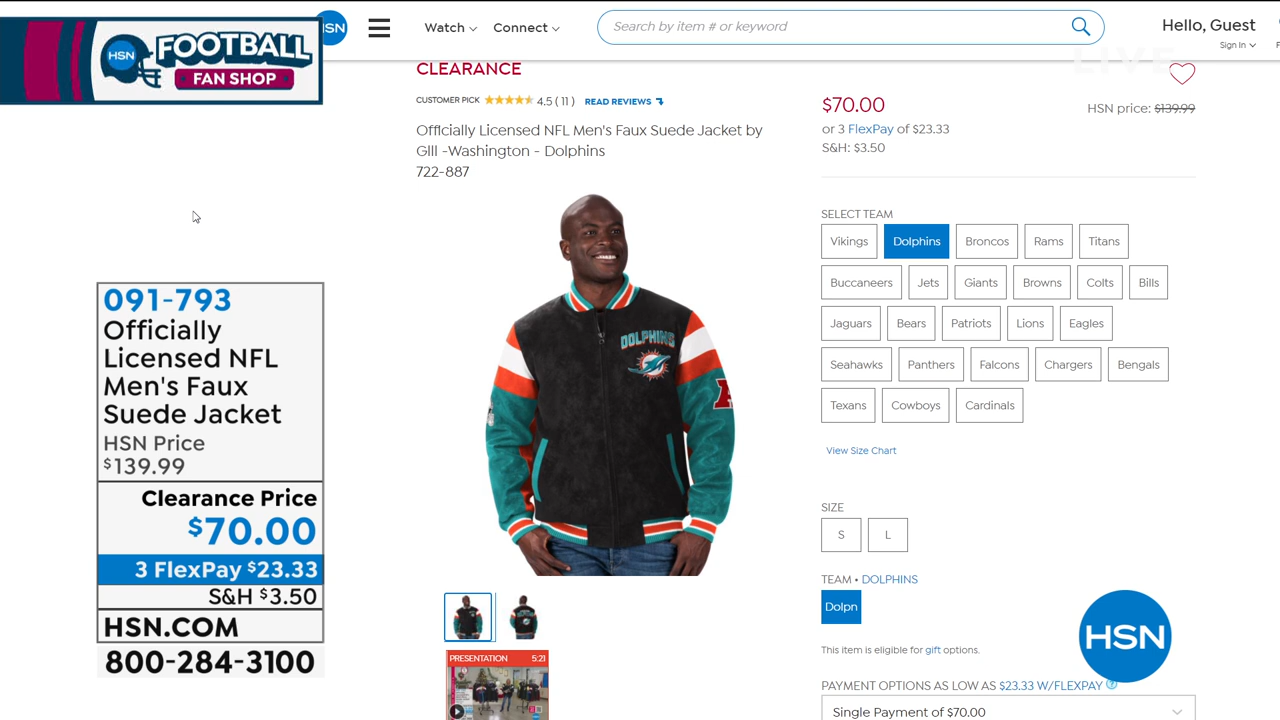 HSN
FOOTBALL
FAN SHOP
HSN
Watch
Connect
Search by item # or keyword
Hello, Guest
Sign In
LIVE
CLEARANCE
CUSTOMER PICK 4.5 ( 11 ) READ REVIEWS
Officially Licensed NFL Men's Faux Suede Jacket by
GIII -Washington - Dolphins
722-887
$70.00
HSN price: $139.99
or 3 FlexPay of $23.33
S&H: $3.50
SELECT TEAM
Vikings Dolphins Broncos Rams Titans
Buccaneers Jets Giants Browns Colts Bills
Jaguars Bears Patriots Lions Eagles
Seahawks Panthers Falcons Chargers Bengals
Texans Cowboys Cardinals
View Size Chart
SIZE
S L
TEAM • DOLPHINS
Dolpn
This item is eligible for gift options.
PAYMENT OPTIONS AS LOW AS $23.33 W/FLEXPAY ?
Single Payment of $70.00
DOLPHINS
PRESENTATION 5:21
091-793
Officially
Licensed NFL
Men's Faux
Suede Jacket
HSN Price
$139.99
Clearance Price
$70.00
3 FlexPay $23.33
S&H $3.50
HSN.COM
800-284-3100
HSN